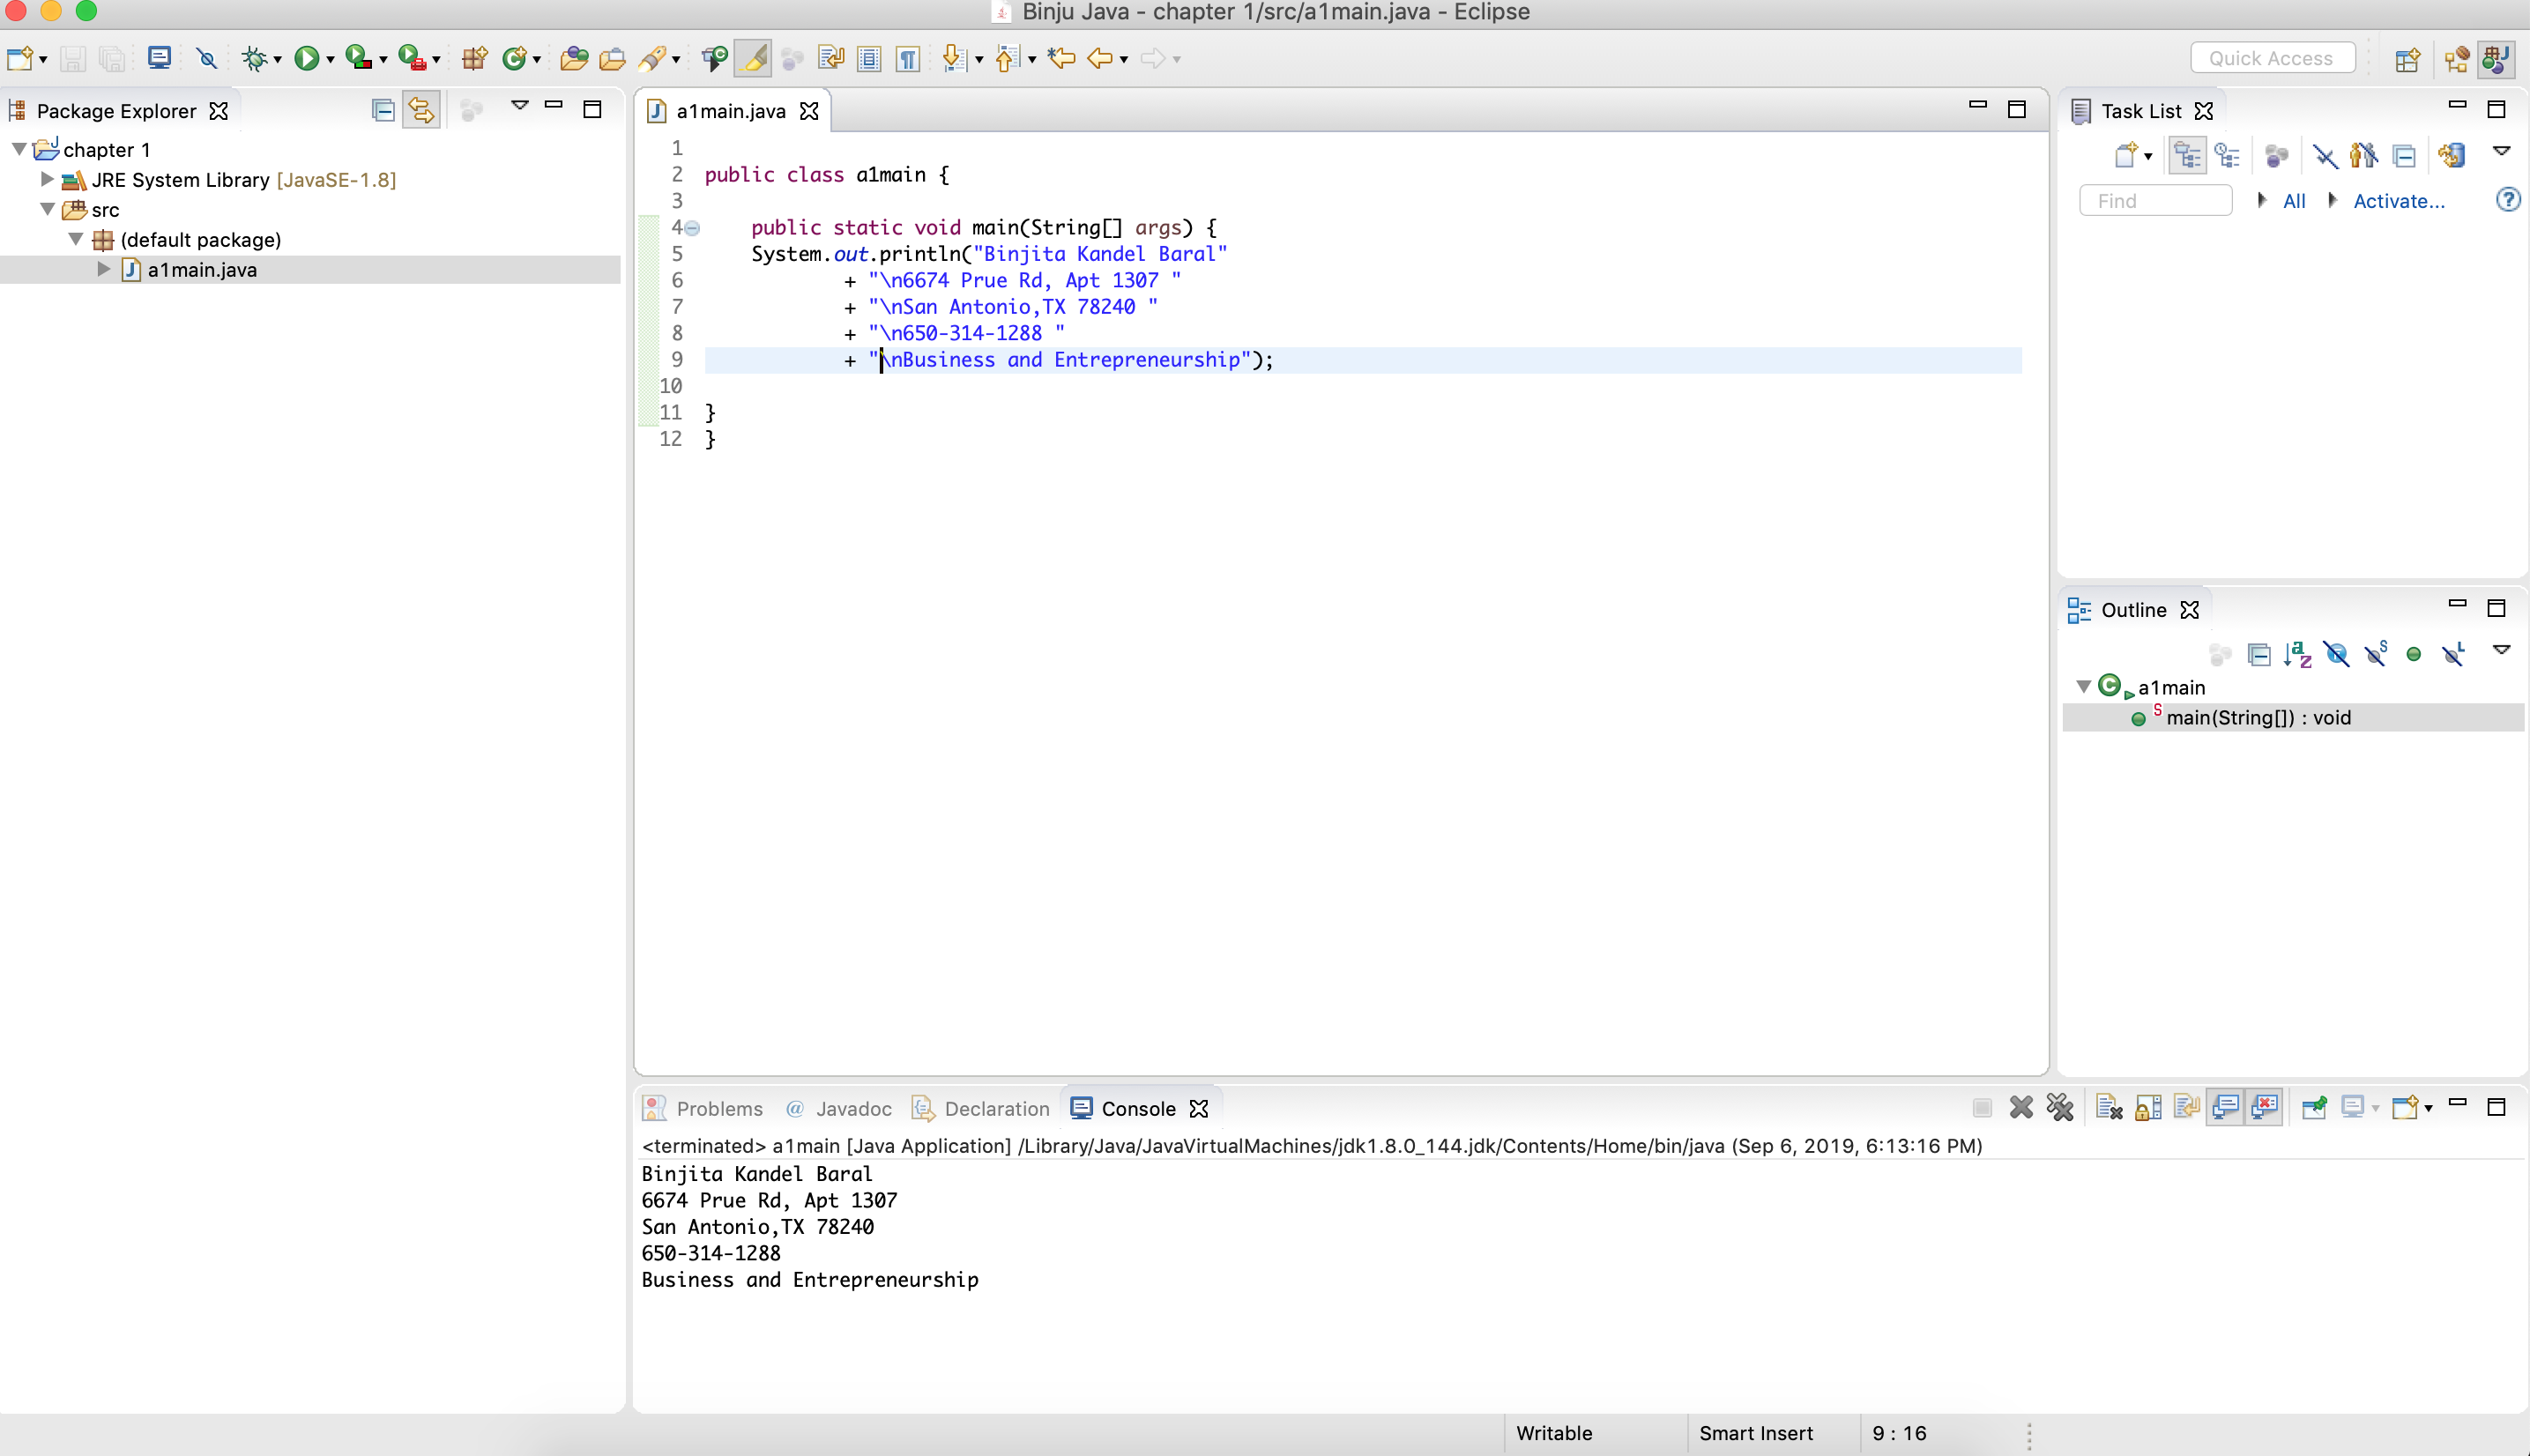 Binju Java - chapter 1/src/a1main.java - Eclipse
Quick Access
Package Explorer
chapter 1
JRE System Library [JavaSE-1.8]
src
(default package)
a1main.java
a1main.java
1
2 public class a1main {
3
4 public static void main(String[] args) {
5 System.out.println("Binjita Kandel Baral"
6 + "\n6674 Prue Rd, Apt 1307 "
7 + "\nSan Antonio,TX 78240 "
8 + "\n650-314-1288 "
9 + "\nBusiness and Entrepreneurship");
10
11 }
12 }
Task List
Find All Activate...
Outline
a1main
main(String[]) : void
Problems @ Javadoc Declaration Console
<terminated> a1main [Java Application] /Library/Java/JavaVirtualMachines/jdk1.8.0_144.jdk/Contents/Home/bin/java (Sep 6, 2019, 6:13:16 PM)
Binjita Kandel Baral
6674 Prue Rd, Apt 1307
San Antonio,TX 78240
650-314-1288
Business and Entrepreneurship
Writable Smart Insert 9 : 16